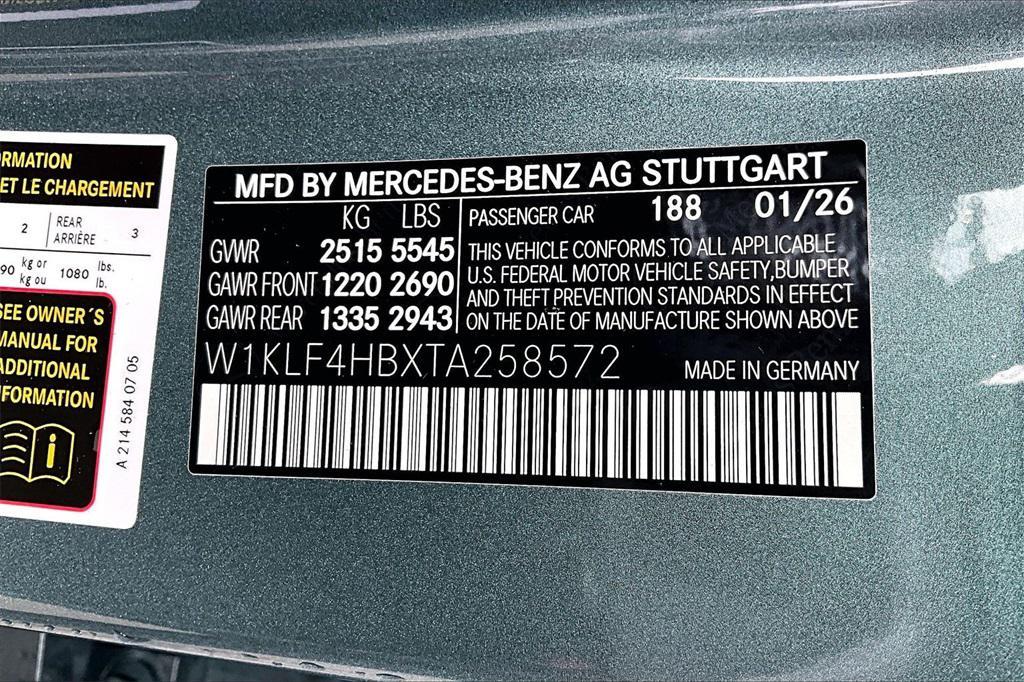 RMATION
ET LE CHARGEMENT
2 REAR ARRIÈRE 3
90 kg or kg ou 1080 lbs. lb.
SEE OWNER´S
MANUAL FOR
ADDITIONAL
FORMATION
i
A 214 584 07 05
MFD BY MERCEDES-BENZ AG STUTTGART
KG LBS
GVWR 2515 5545
GAWR FRONT 1220 2690
GAWR REAR 1335 2943
PASSENGER CAR 188 01/26
THIS VEHICLE CONFORMS TO ALL APPLICABLE
U.S. FEDERAL MOTOR VEHICLE SAFETY,BUMPER
AND THEFT PREVENTION STANDARDS IN EFFECT
ON THE DATE OF MANUFACTURE SHOWN ABOVE
W1KLF4HBXTA258572
MADE IN GERMANY